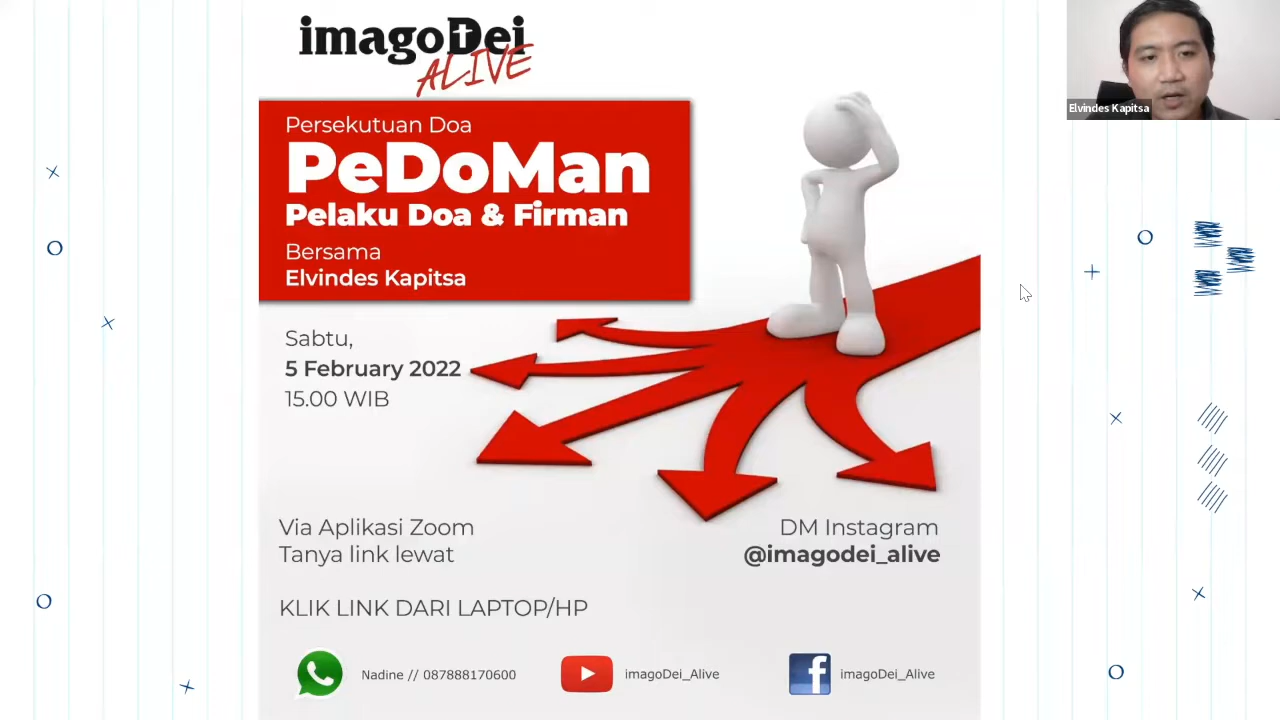 imagoDei
ALIVE
Elvindes Kapitsa
Persekutuan Doa
PeDoMan
Pelaku Doa & Firman
Bersama
Elvindes Kapitsa
Sabtu,
5 February 2022
15.00 WIB
Via Aplikasi Zoom
Tanya link lewat
DM Instagram
@imagodei_alive
KLIK LINK DARI LAPTOP/HP
Nadine // 087888170600
imagoDei_Alive
imagoDei_Alive